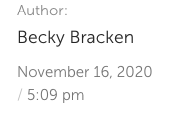 Author:
Becky Bracken
November 16, 2020
/ 5:09 pm